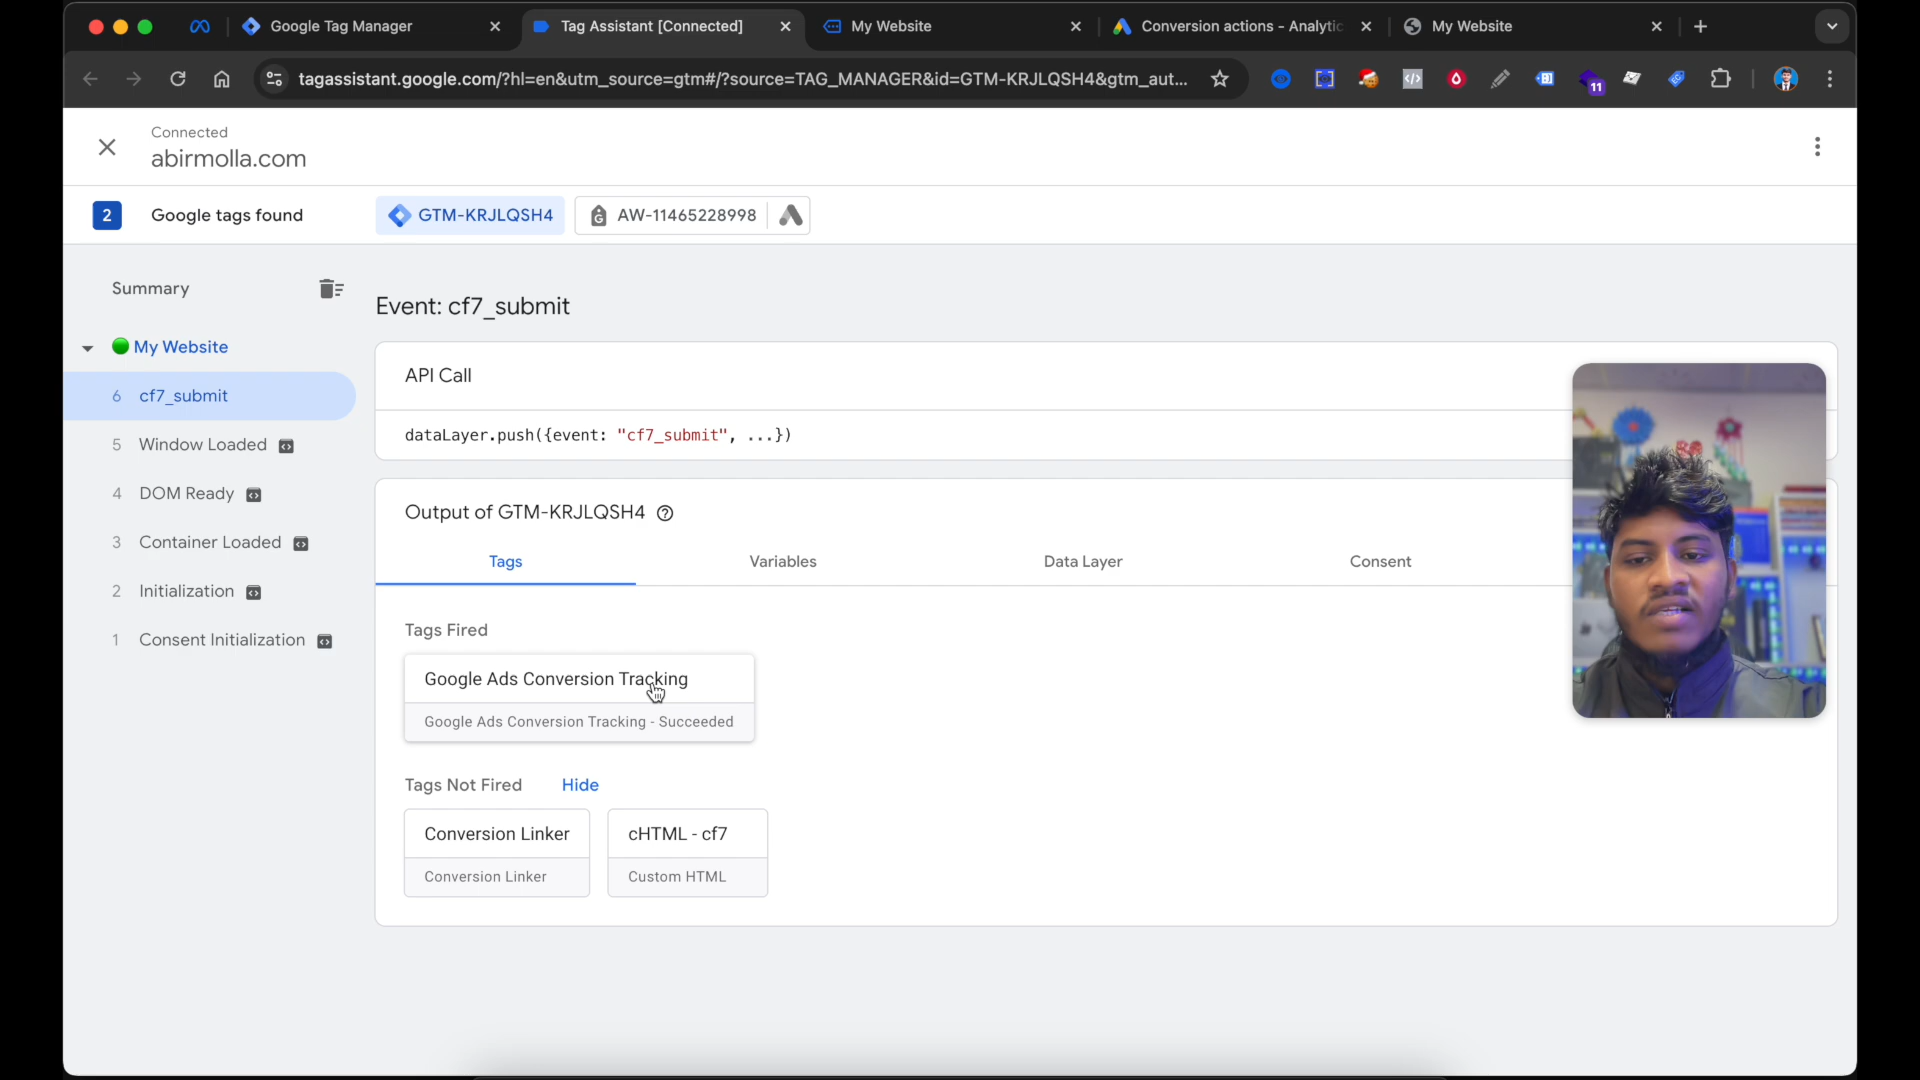 Google Tag Manager
Tag Assistant [Connected]
My Website
Conversion actions - Analytic
My Website
tagassistant.google.com/?hl=en&utm_source=gtm#/?source=TAG_MANAGER&id=GTM-KRJLQSH4&gtm_aut...
11
Connected
abirmolla.com
2
Google tags found
GTM-KRJLQSH4
AW-11465228998
Summary
My Website
6 cf7_submit
5 Window Loaded
4 DOM Ready
3 Container Loaded
2 Initialization
1 Consent Initialization
Event: cf7_submit
API Call
dataLayer.push({event: "cf7_submit", ...})
Output of GTM-KRJLQSH4
Tags
Variables
Data Layer
Consent
Tags Fired
Google Ads Conversion Tracking
Google Ads Conversion Tracking - Succeeded
Tags Not Fired
Hide
Conversion Linker
Conversion Linker
cHTML - cf7
Custom HTML